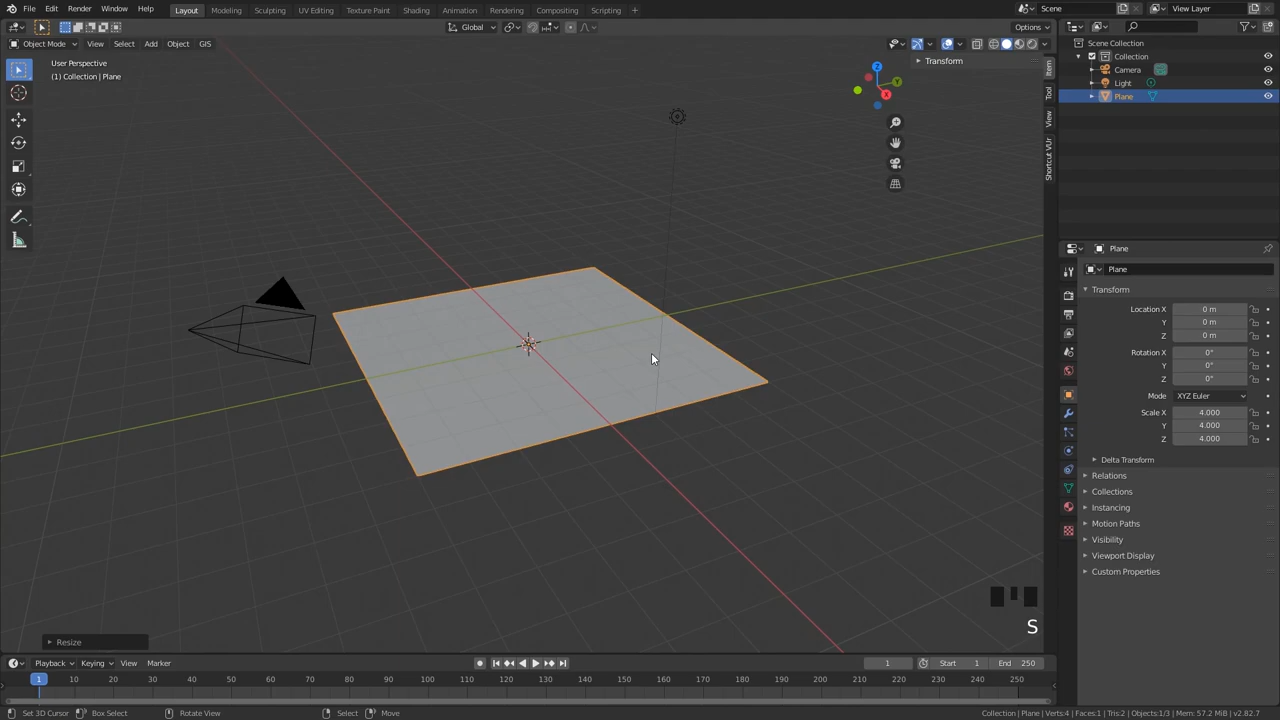 File Edit Render Window Help Layout Modeling Sculpting UV Editing Texture Paint Shading Animation Rendering Compositing Scripting + Scene View Layer
Global Options
Object Mode View Select Add Object GIS
User Perspective
(1) Collection | Plane
Transform
Item
Tool
View
Shortcut VUr
Z
Y
X
Scene Collection
Collection
Camera
Light
Plane
Plane
Plane
Transform
Location X 0 m
Y 0 m
Z 0 m
Rotation X 0°
Y 0°
Z 0°
Mode XYZ Euler
Scale X 4.000
Y 4.000
Z 4.000
Delta Transform
Relations
Collections
Instancing
Motion Paths
Visibility
Viewport Display
Custom Properties
S
Resize
Playback Keying View Marker 1 Start 1 End 250
1 10 20 30 40 50 60 70 80 90 100 110 120 130 140 150 160 170 180 190 200 210 220 230 240 250
Set 3D Cursor Box Select Rotate View Select Move Collection | Plane | Verts:4 | Faces:1 | Tris:2 | Objects:1/3 | Mem: 57.2 MiB | v2.82.7